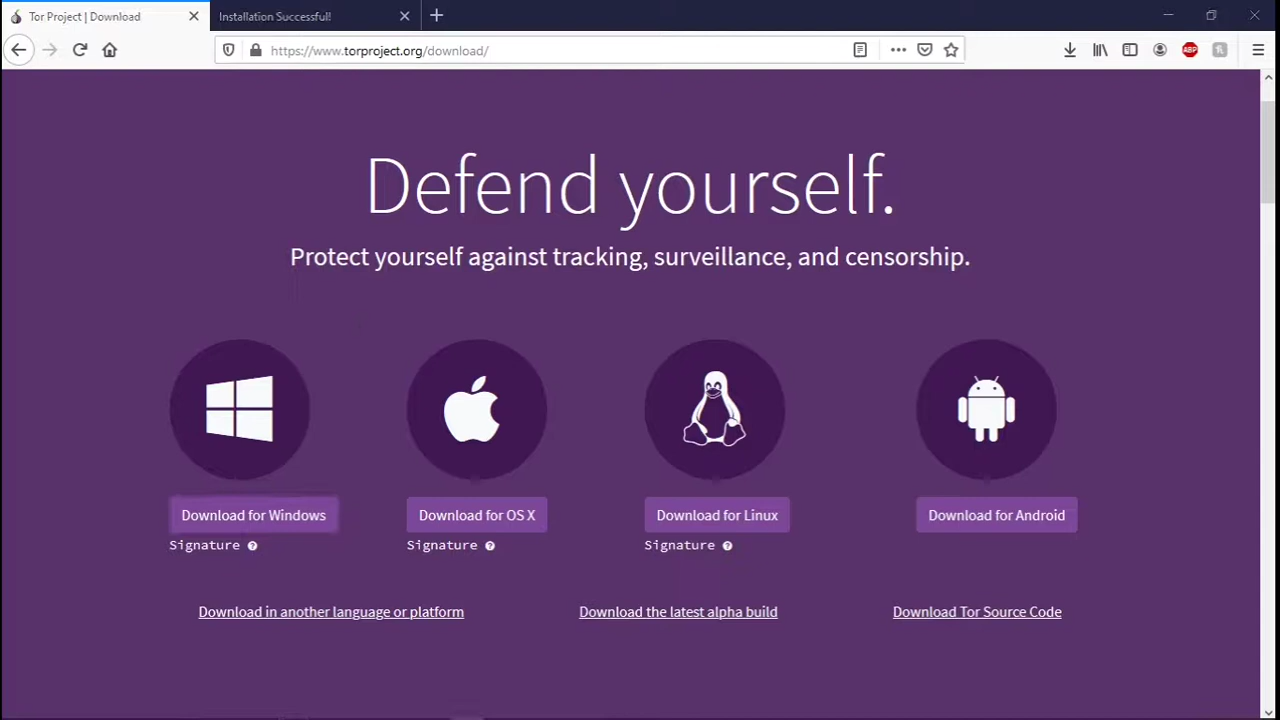 Tor Project | Download
Installation Successful!
https://www.torproject.org/download/
ABP
Defend yourself.
Protect yourself against tracking, surveillance, and censorship.
Download for Windows
Download for OS X
Download for Linux
Download for Android
Signature ?
Signature ?
Signature ?
Download in another language or platform
Download the latest alpha build
Download Tor Source Code